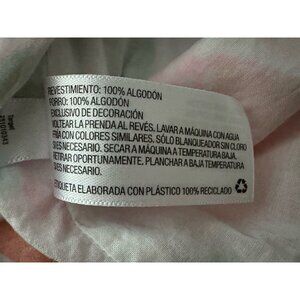 REVESTIMIENTO: 100% ALGODÓN
FORRO: 100% ALGODÓN
EXCLUSIVO DE DECORACIÓN
VOLTEAR LA PRENDA AL REVÉS. LAVAR A MÁQUINA CON AGUA
FRÍA CON COLORES SIMILARES. SÓLO BLANQUEADOR SIN CLORO
SI ES NECESARIO. SECAR A MÁQUINA A TEMPERATURA BAJA.
RETIRAR OPORTUNAMENTE. PLANCHAR A BAJA TEMPERATURA
SI ES NECESARIO.
ETIQUETA ELABORADA CON PLÁSTICO 100% RECICLADO
Target